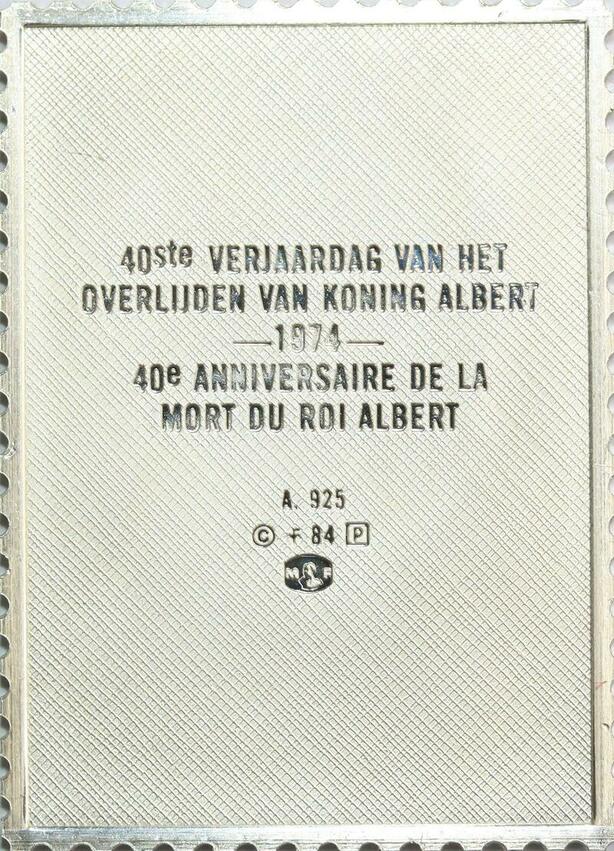 40ste VERJAARDAG VAN HET
OVERLIJDEN VAN KONING ALBERT
—1974—
40e ANNIVERSAIRE DE LA
MORT DU ROI ALBERT
A. 925
© F 84 P
M F